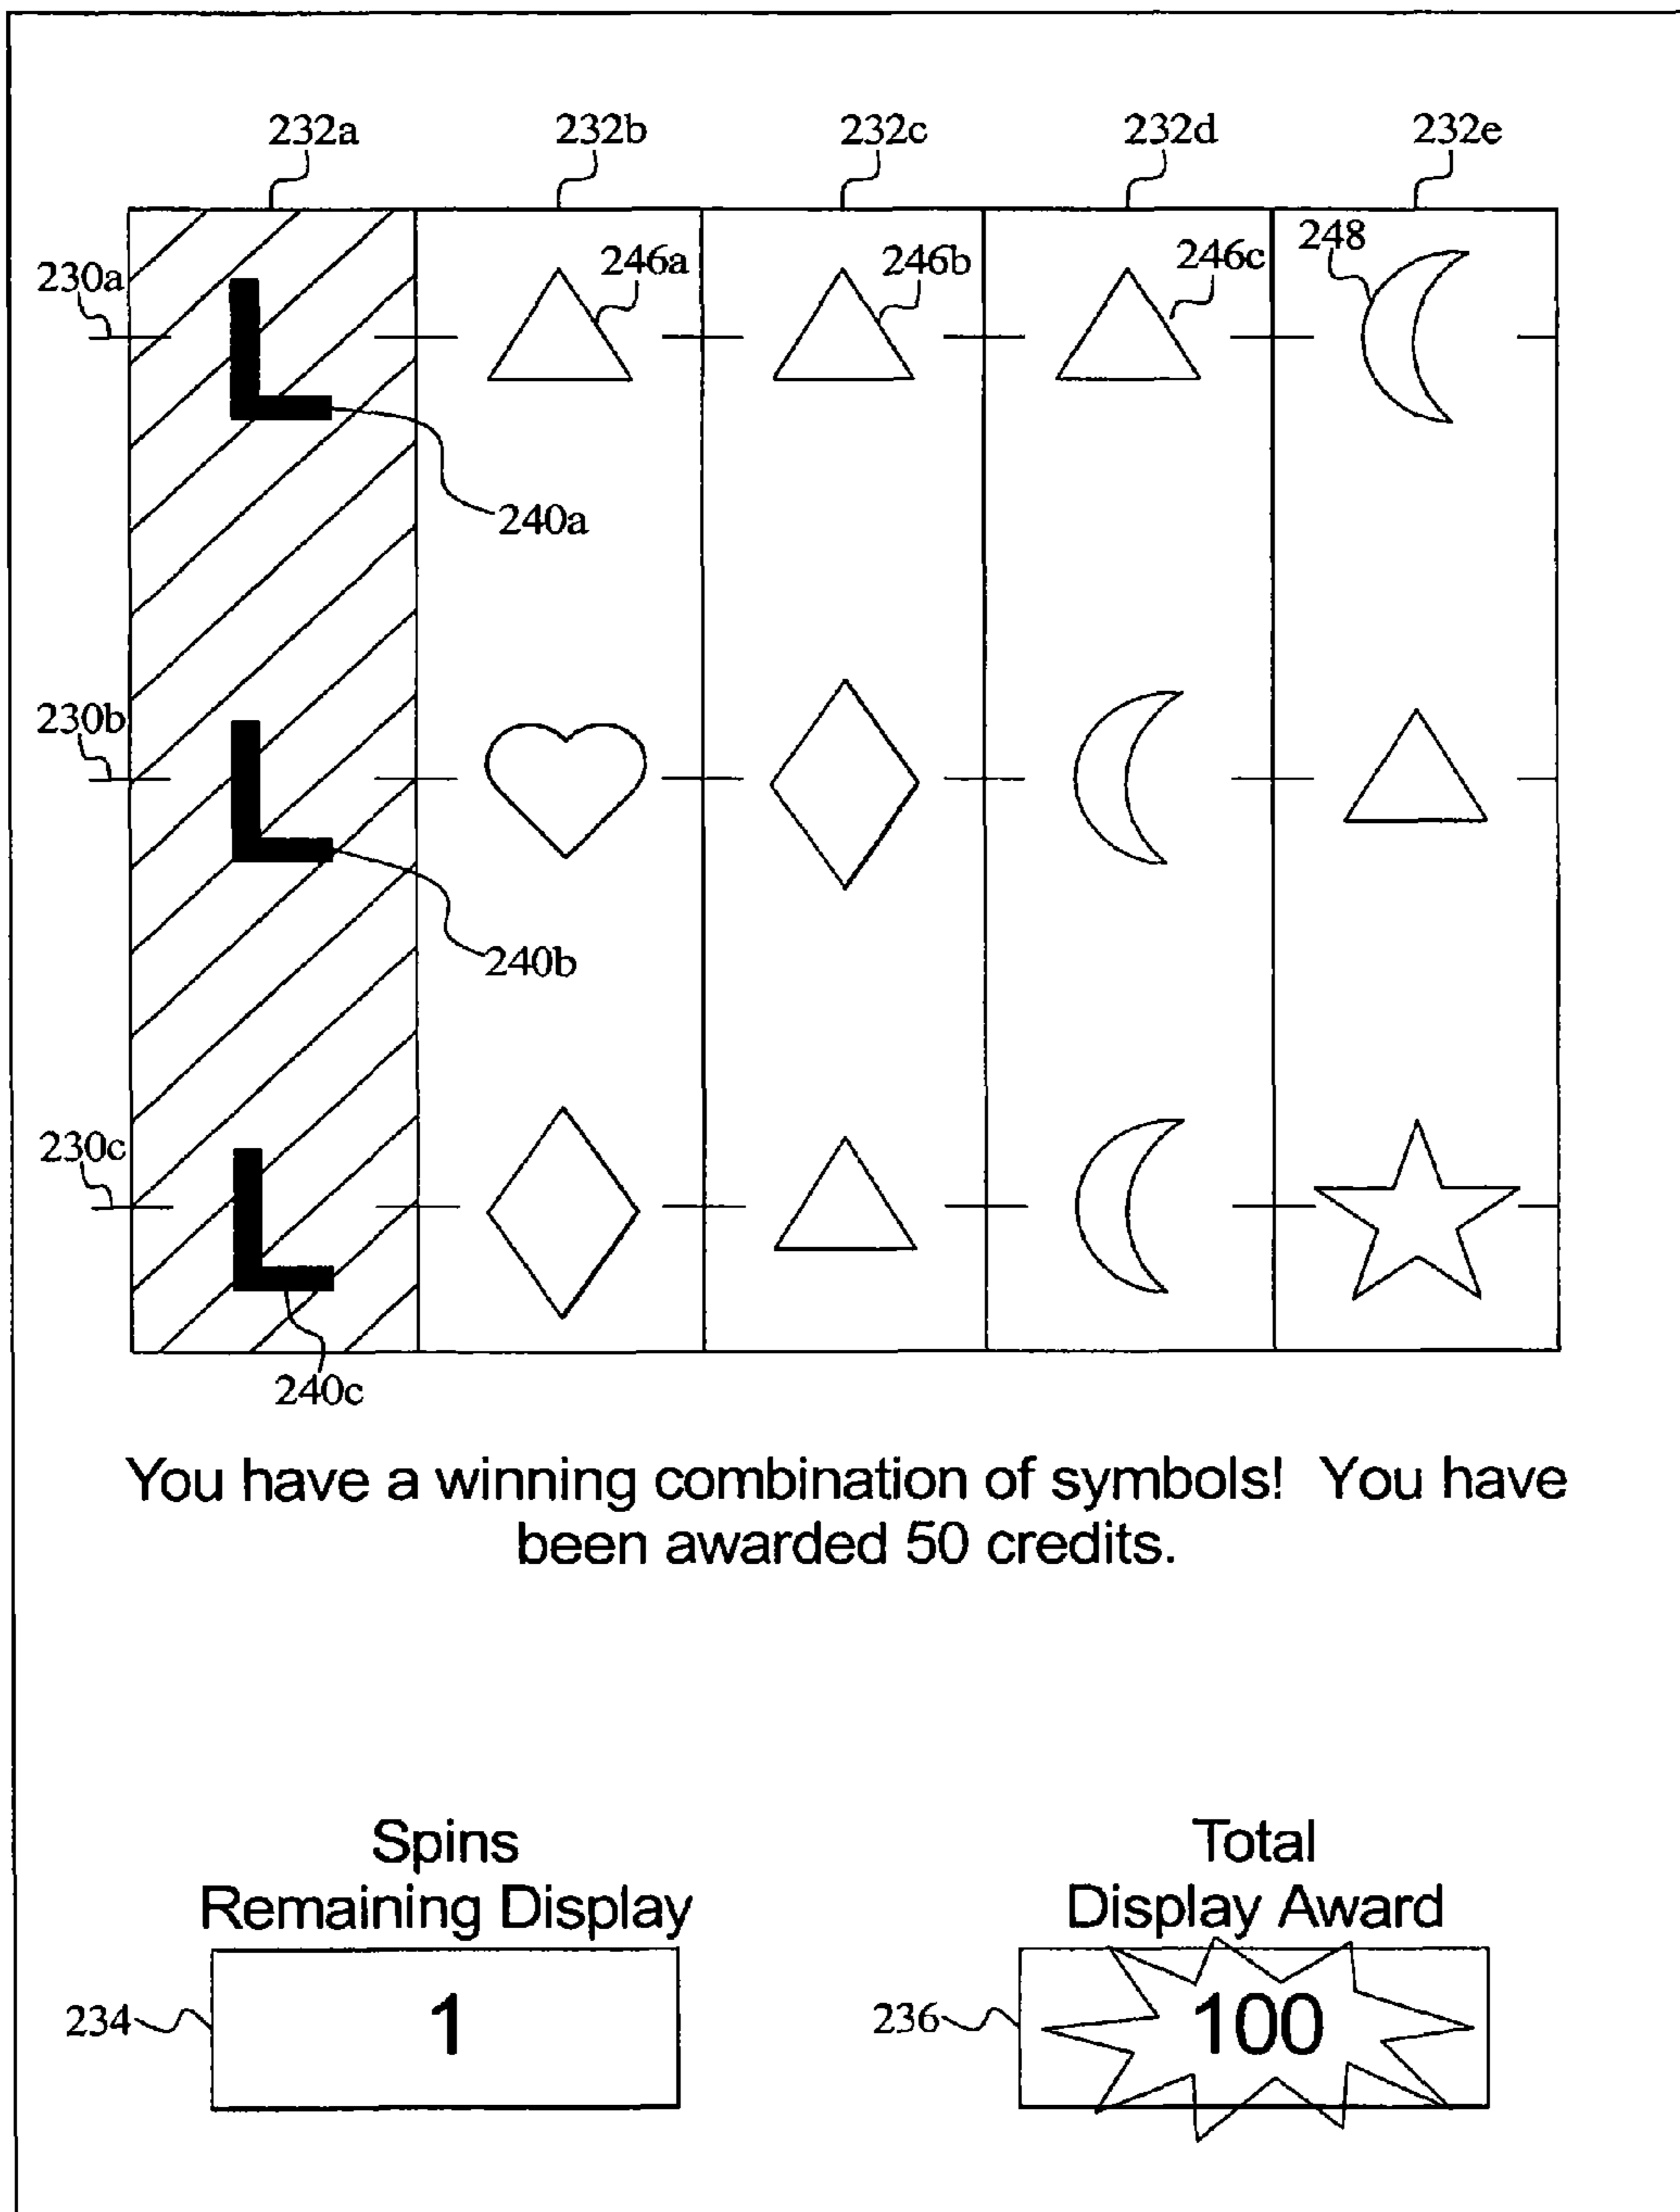 232a 232b 232c 232d 232e
248
230a 246a 246b 246c
L
240a
230b
L
240b
230c
L
240c
You have a winning combination of symbols! You have
been awarded 50 credits.
Spins Total
Remaining Display Display Award
234 1 236 100